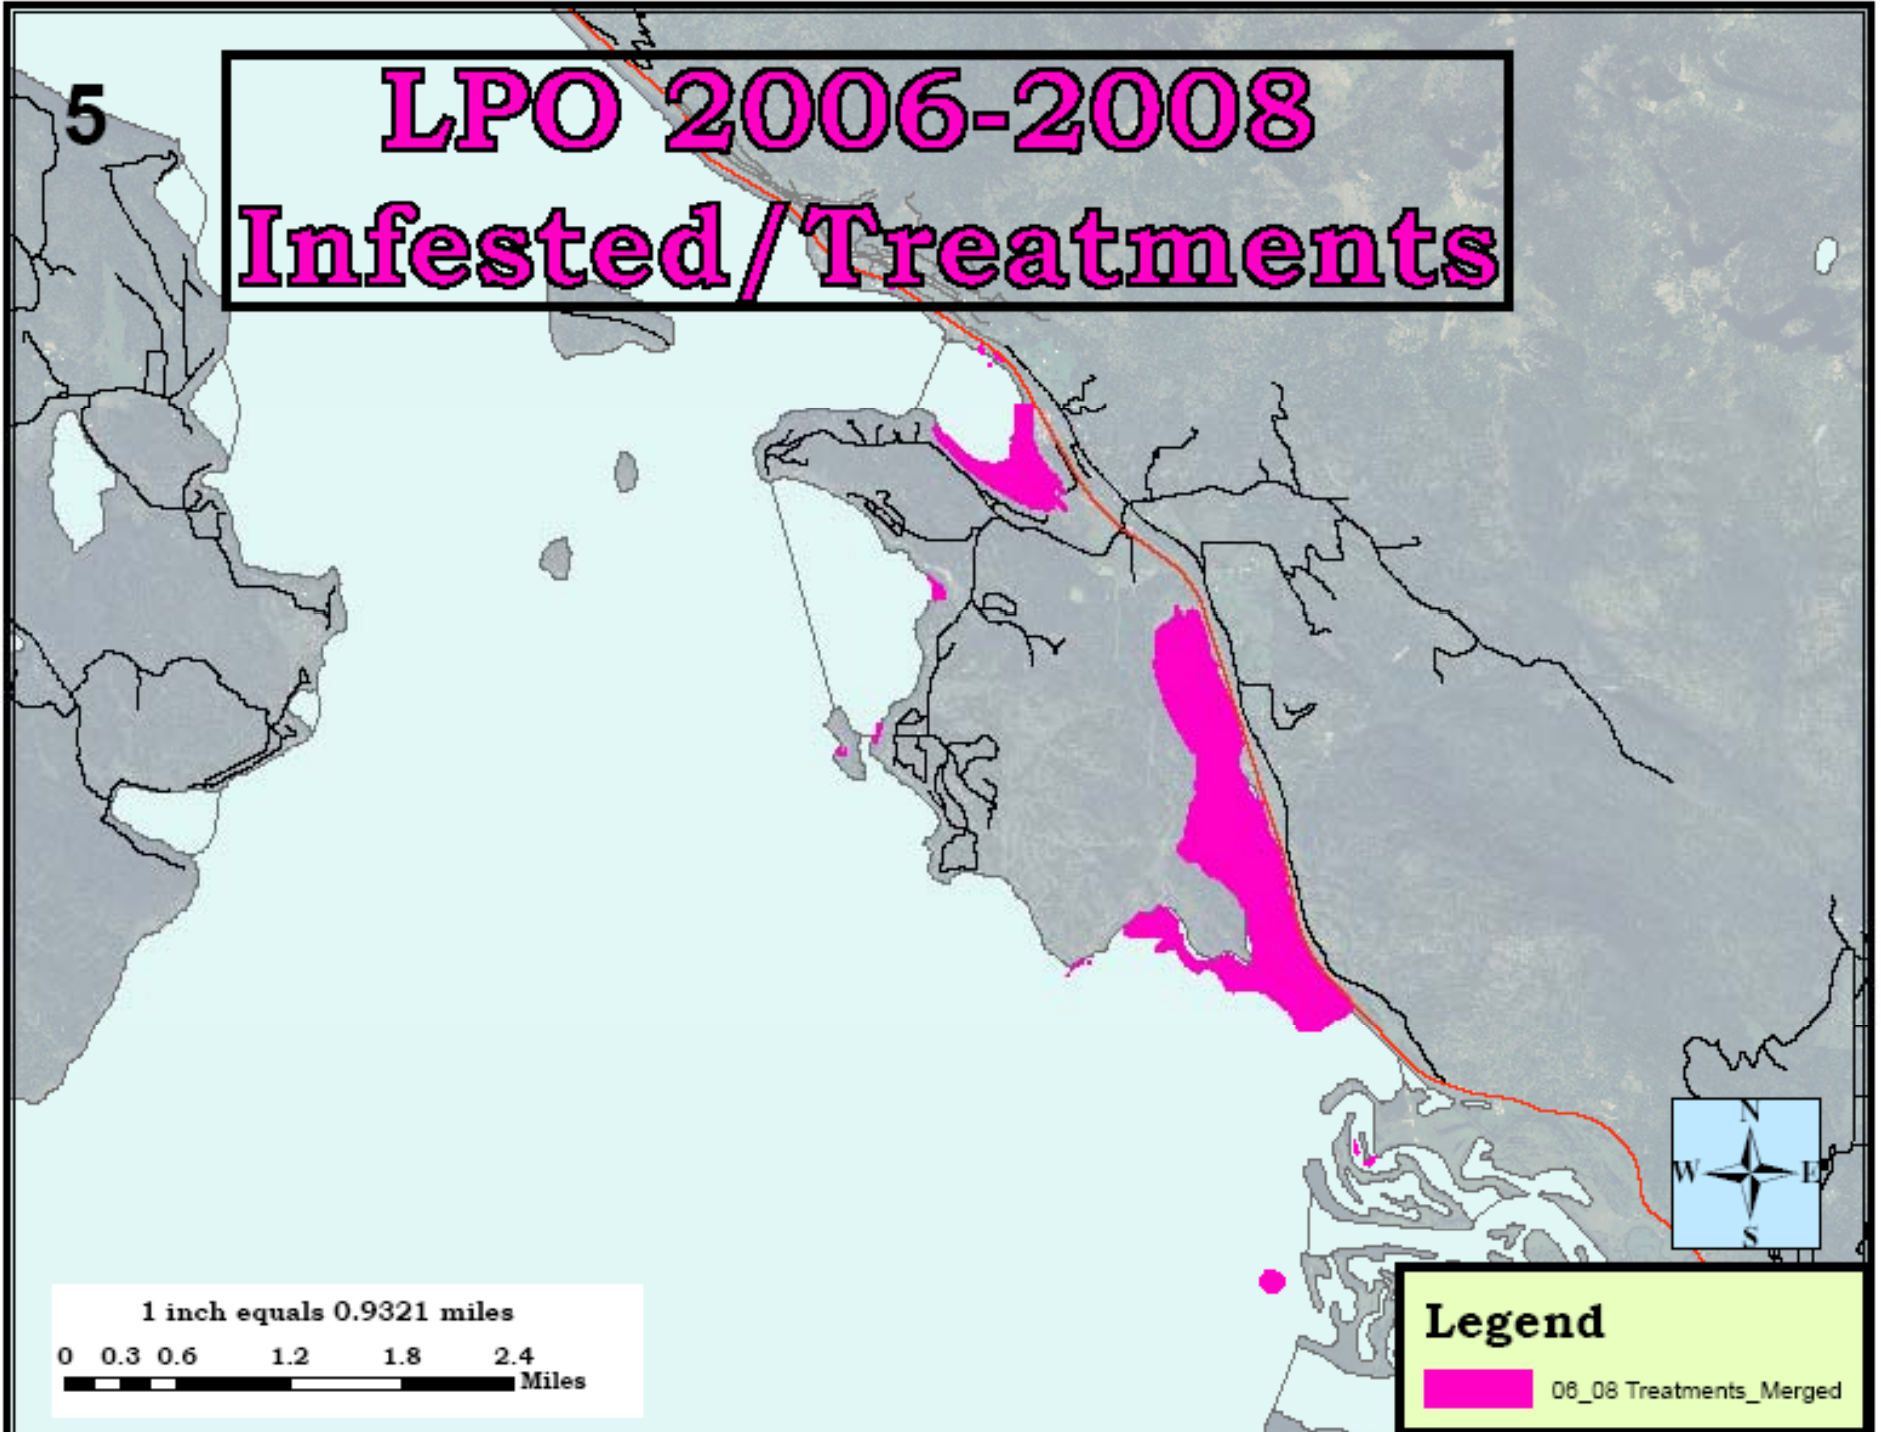 5
LPO 2006-2008
Infested/Treatments
N
W E
S
1 inch equals 0.9321 miles
0 0.3 0.6 1.2 1.8 2.4
Miles
Legend
06_08 Treatments_Merged